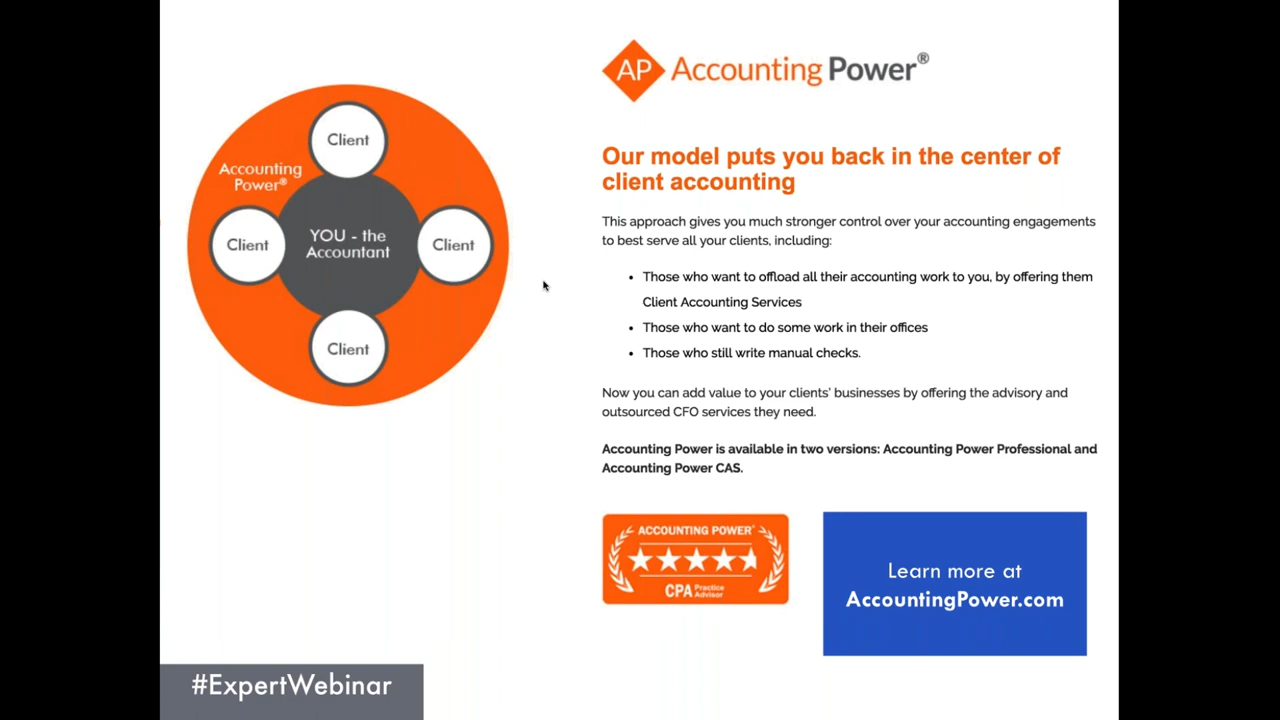 AP Accounting Power®
Client
Accounting
Power®
Client
YOU - the
Accountant
Client
Client
Our model puts you back in the center of
client accounting
This approach gives you much stronger control over your accounting engagements
to best serve all your clients, including:
• Those who want to offload all their accounting work to you, by offering them
Client Accounting Services
• Those who want to do some work in their offices
• Those who still write manual checks.
Now you can add value to your clients’ businesses by offering the advisory and
outsourced CFO services they need.
Accounting Power is available in two versions: Accounting Power Professional and
Accounting Power CAS.
ACCOUNTING POWER®
CPA Practice
Advisor
Learn more at
AccountingPower.com
#ExpertWebinar